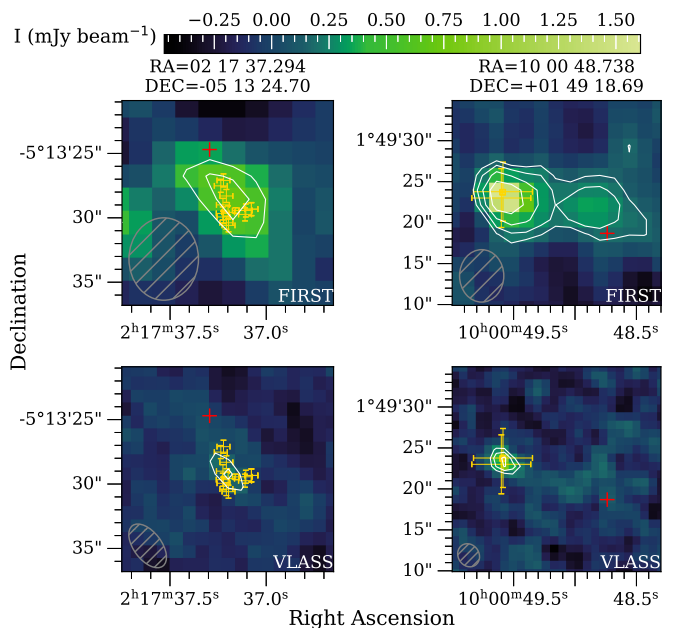 I (mJy beam⁻¹)
−0.25 0.00 0.25 0.50 0.75 1.00 1.25 1.50
RA=02 17 37.294
DEC=-05 13 24.70
RA=10 00 48.738
DEC=+01 49 18.69
-5°13'25"
30"
35"
FIRST
2ʰ17ᵐ37.5ˢ 37.0ˢ
1°49'30"
25"
20"
15"
10"
FIRST
10ʰ00ᵐ49.5ˢ 48.5ˢ
Declination
-5°13'25"
30"
35"
VLASS
2ʰ17ᵐ37.5ˢ 37.0ˢ
1°49'30"
25"
20"
15"
10"
VLASS
10ʰ00ᵐ49.5ˢ 48.5ˢ
Right Ascension